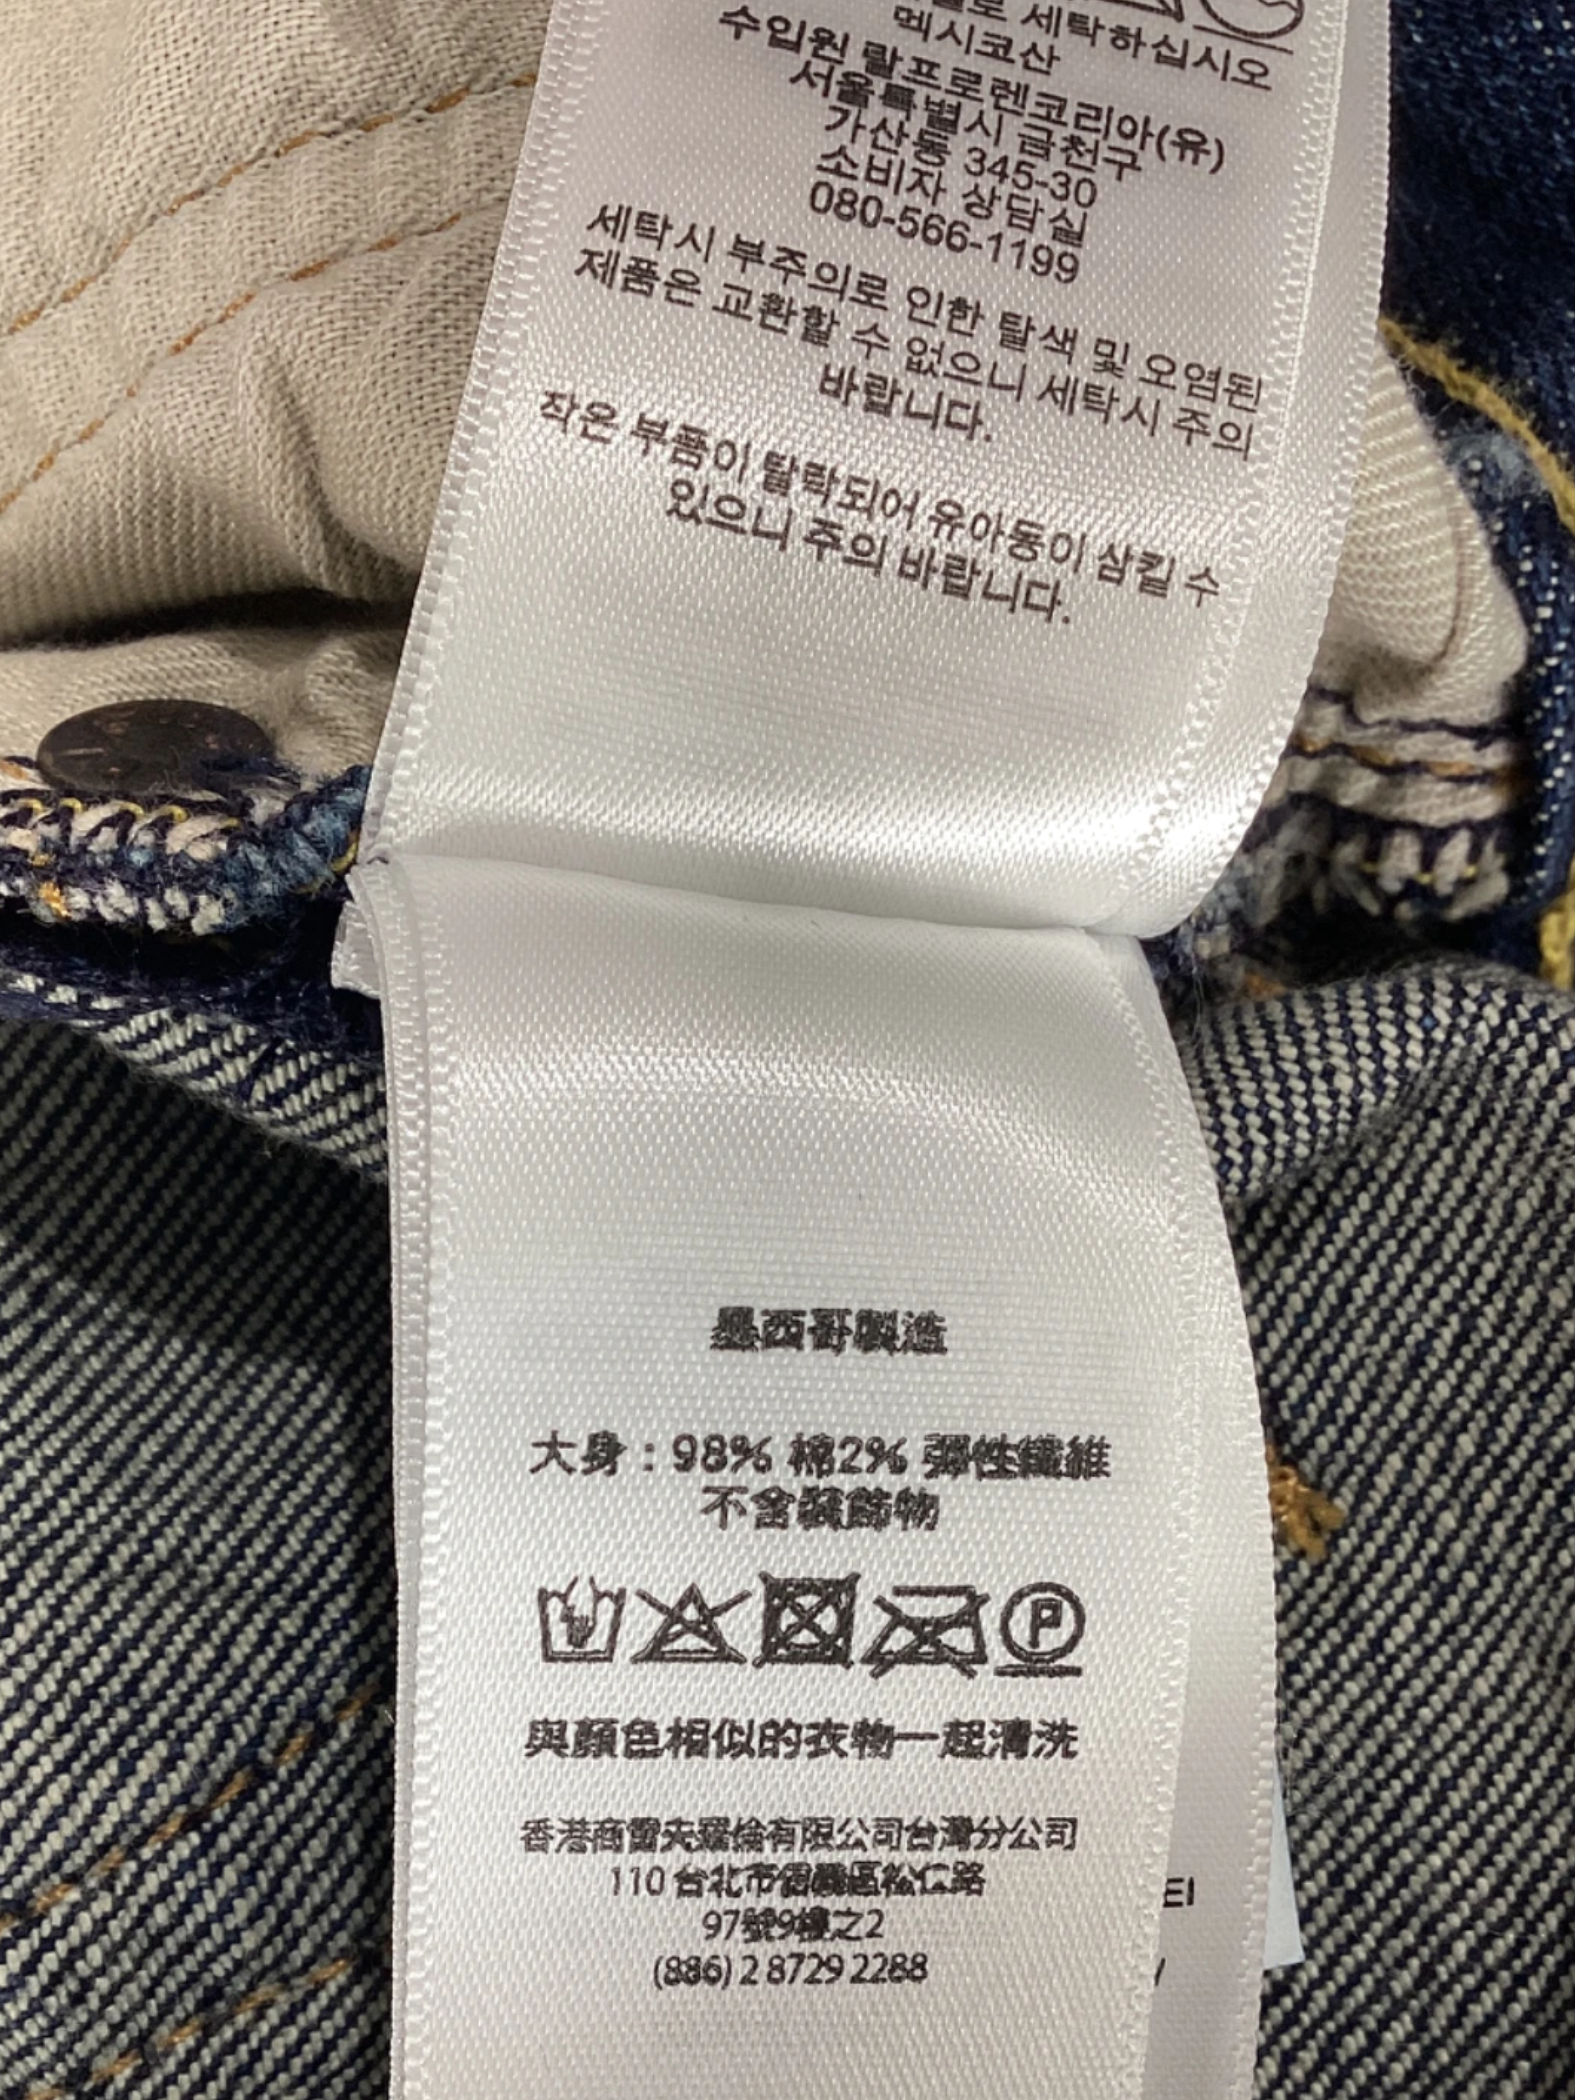 로 세탁하십시오
멕시코산
수입원 랄프로렌코리아(유)
서울특별시 금천구
가산동 345-30
소비자 상담실
080-566-1199
세탁시 부주의로 인한 탈색 및 오염된
제품은 교환할 수 없으니 세탁시 주의
바랍니다.
작은 부품이 탈락되어 유아동이 삼킬 수
있으니 주의 바랍니다.
墨西哥製造
大身 : 98% 棉2% 彈性纖維
不含裝飾物
P
與顏色相似的衣物一起清洗
香港商雷夫羅倫有限公司台灣分公司
110 台北市信義區松仁路
97號9樓之2
(886) 2 8729 2288
EI